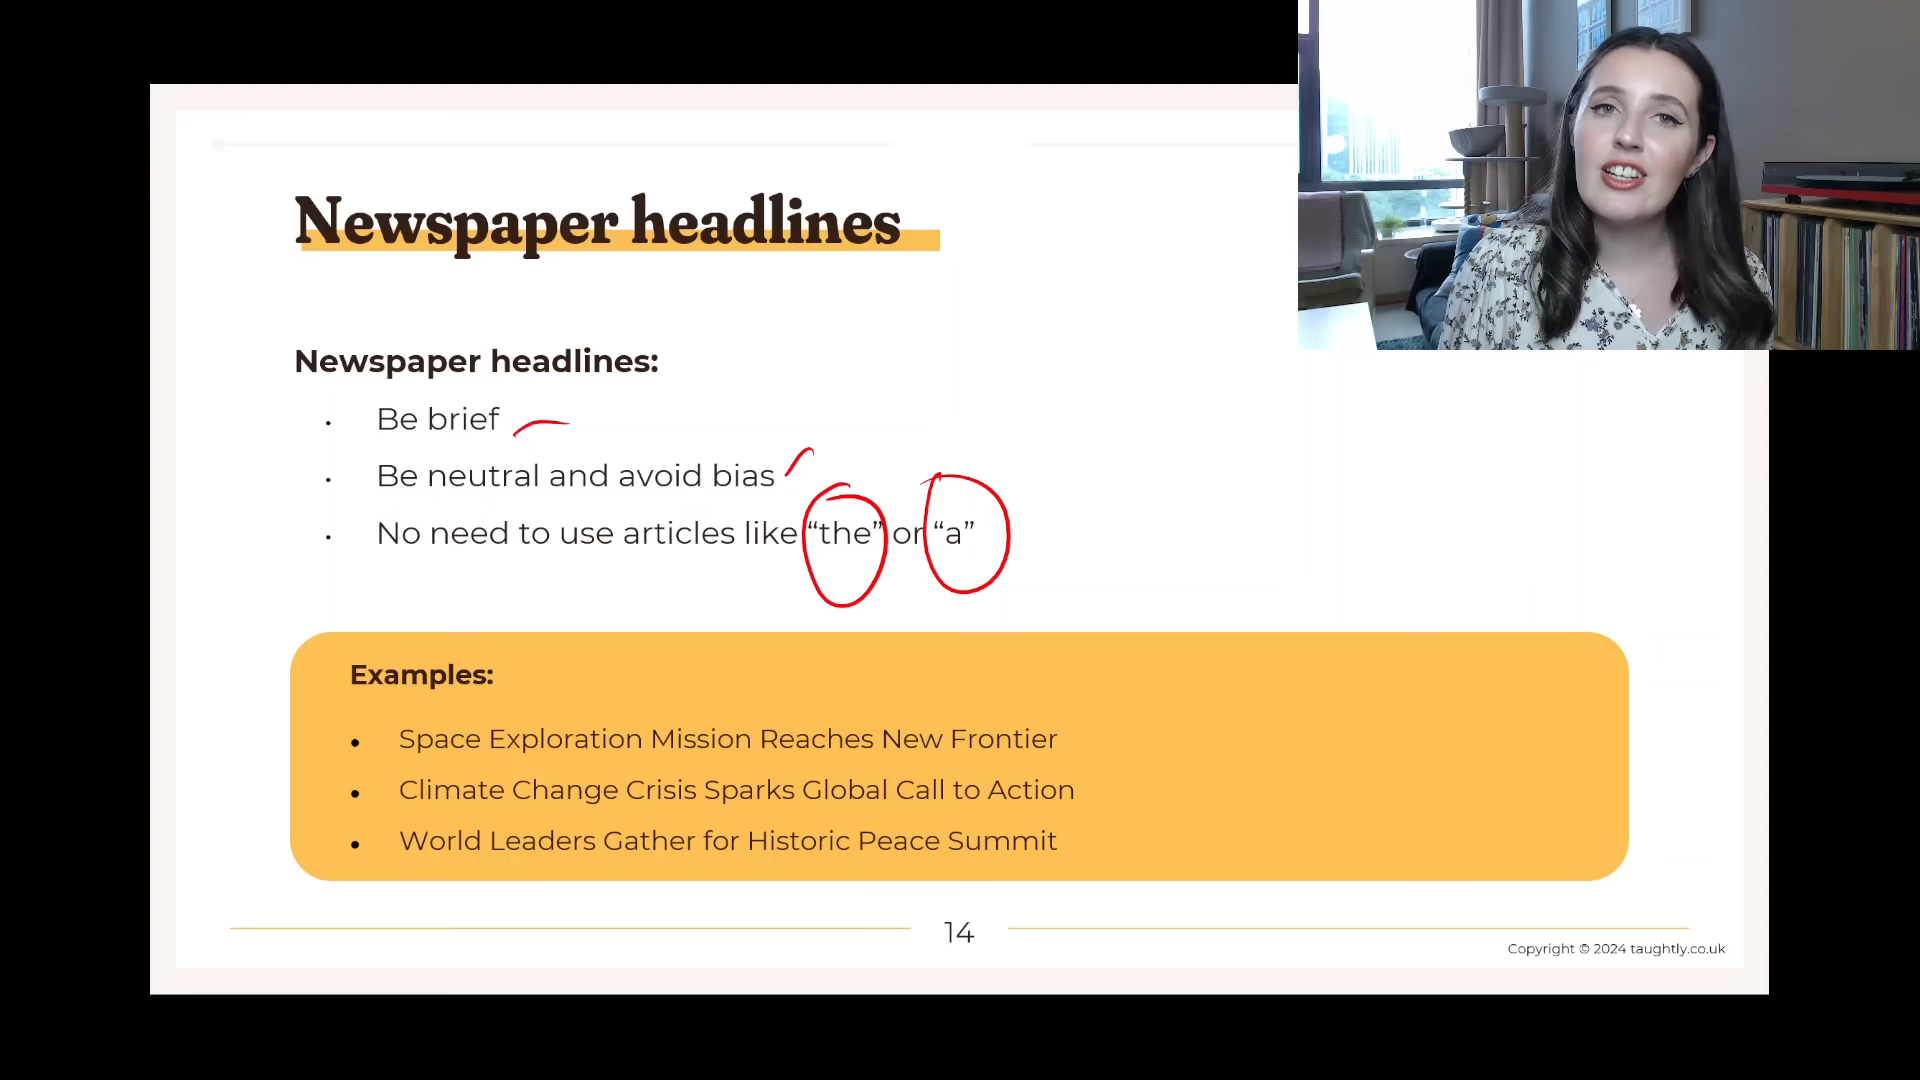 Newspaper headlines
Newspaper headlines:
• Be brief
• Be neutral and avoid bias
• No need to use articles like “the” or “a”
Examples:
• Space Exploration Mission Reaches New Frontier
• Climate Change Crisis Sparks Global Call to Action
• World Leaders Gather for Historic Peace Summit
14
Copyright © 2024 taughtly.co.uk